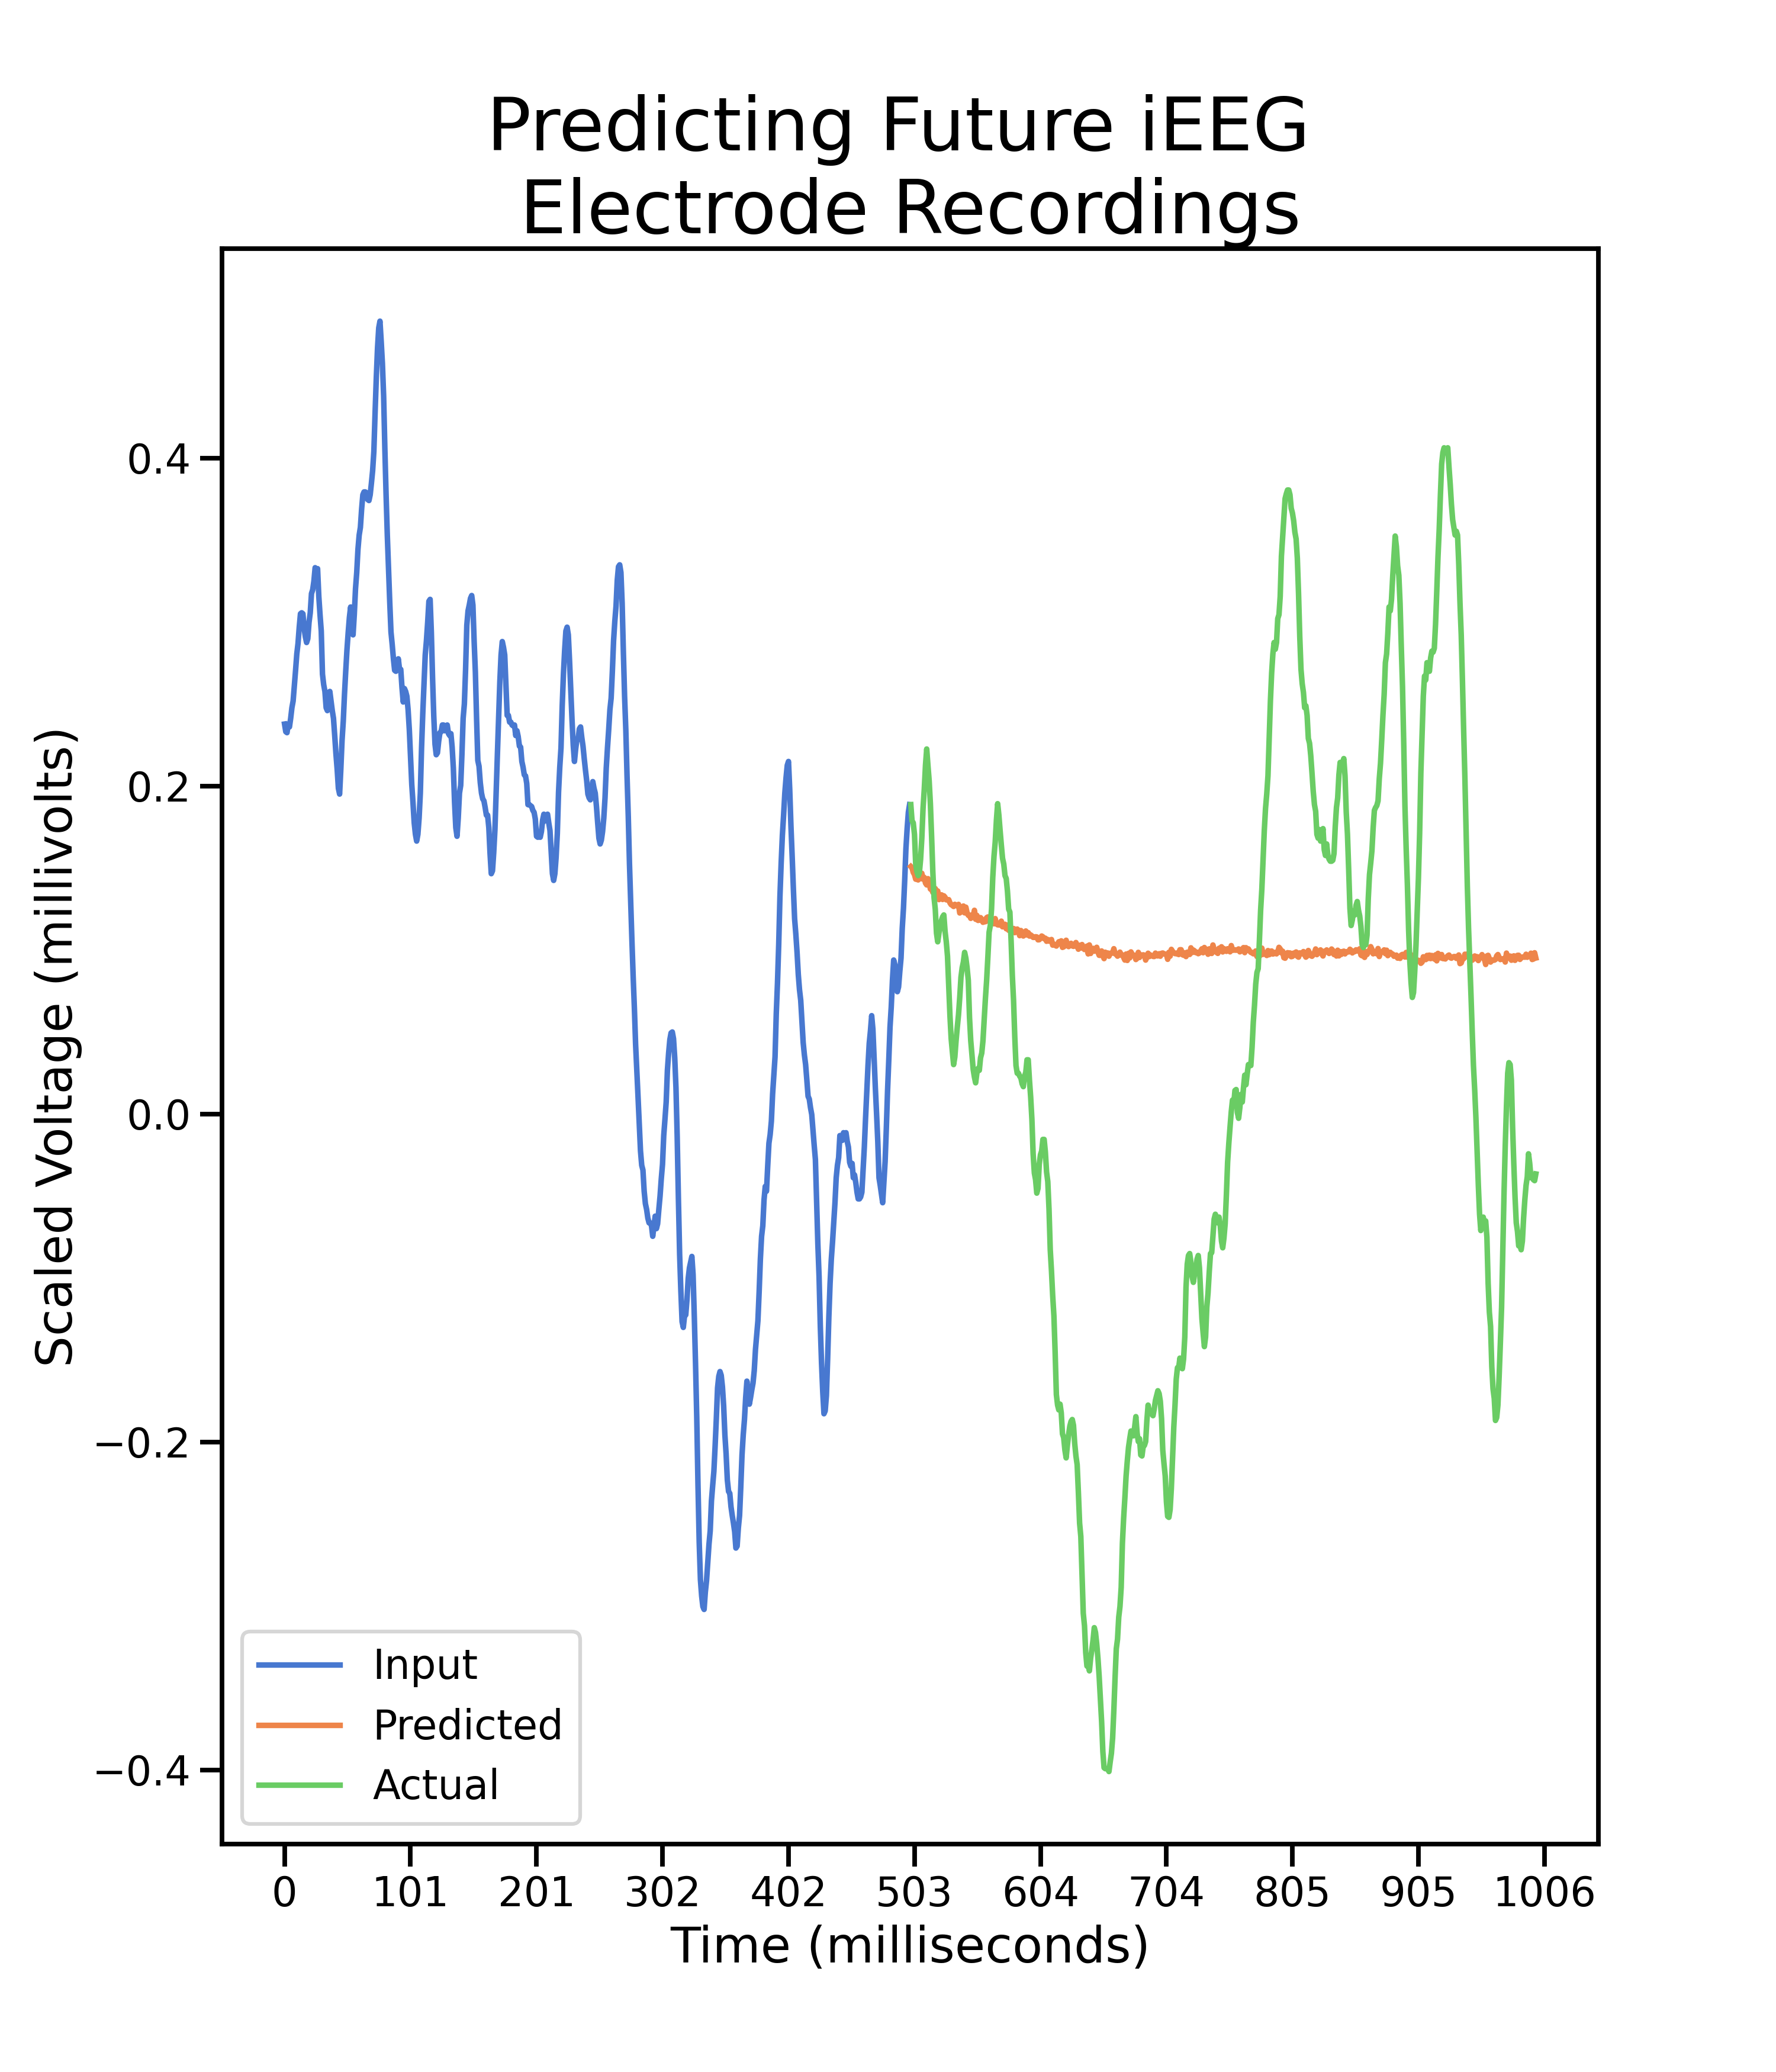 Predicting Future iEEG
Electrode Recordings
Scaled Voltage (millivolts)
0.4
0.2
0.0
−0.2
−0.4
Input
Predicted
Actual
0 101 201 302 402 503 604 704 805 905 1006
Time (milliseconds)